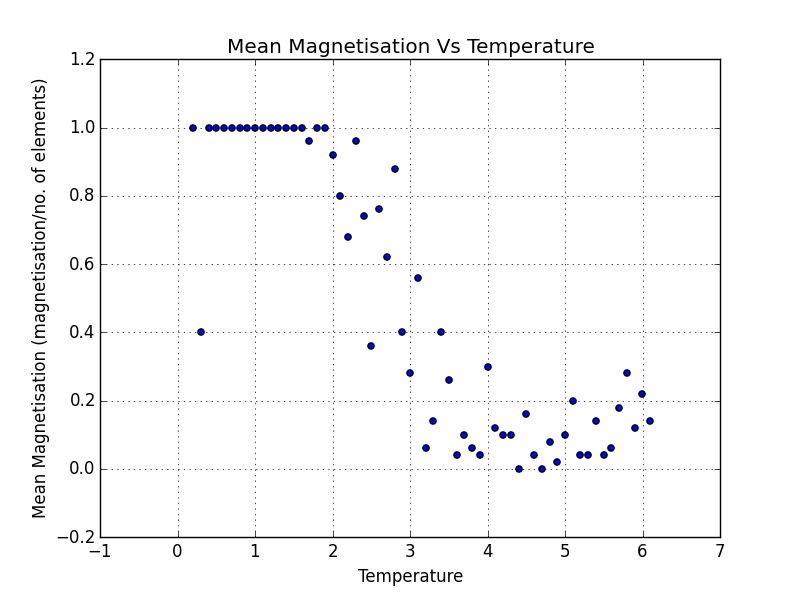 Mean Magnetisation Vs Temperature
1.2
1.0
0.8
0.6
0.4
0.2
0.0
−0.2
Mean Magnetisation (magnetisation/no. of elements)
−1 0 1 2 3 4 5 6 7
Temperature